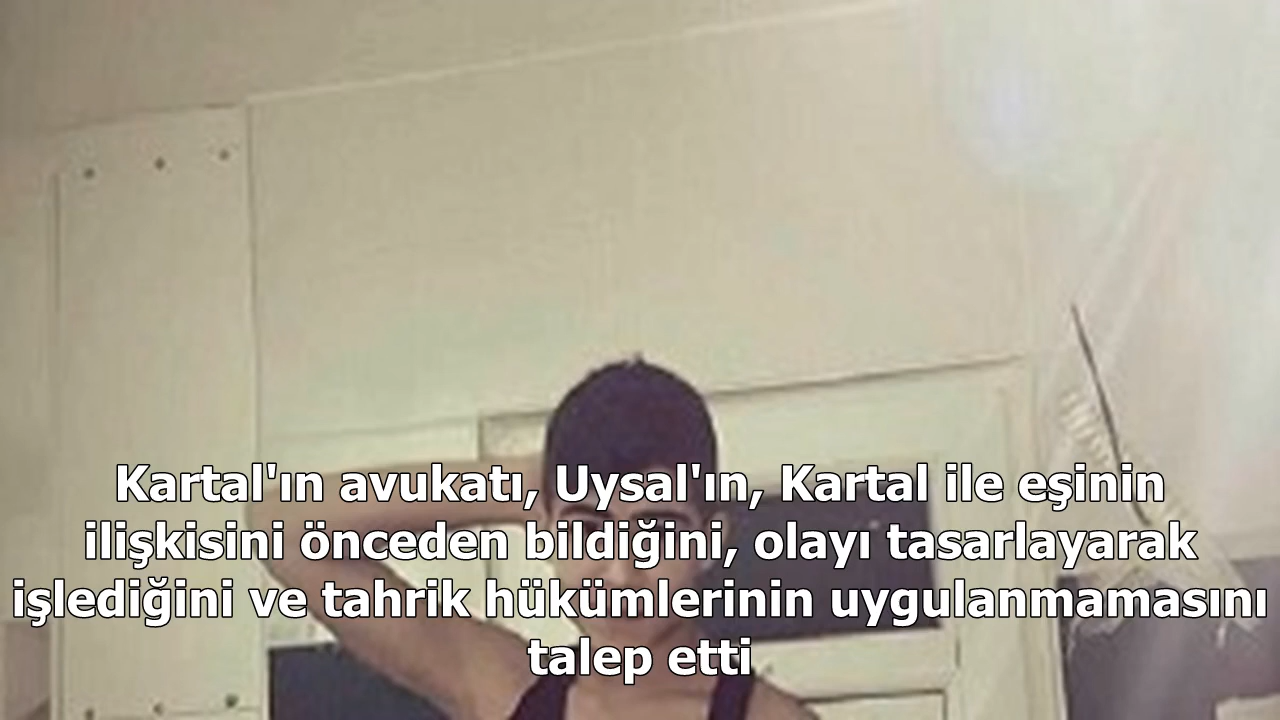 Kartal'ın avukatı, Uysal'ın, Kartal ile eşinin
ilişkisini önceden bildiğini, olayı tasarlayarak
işlediğini ve tahrik hükümlerinin uygulanmamasını
talep etti